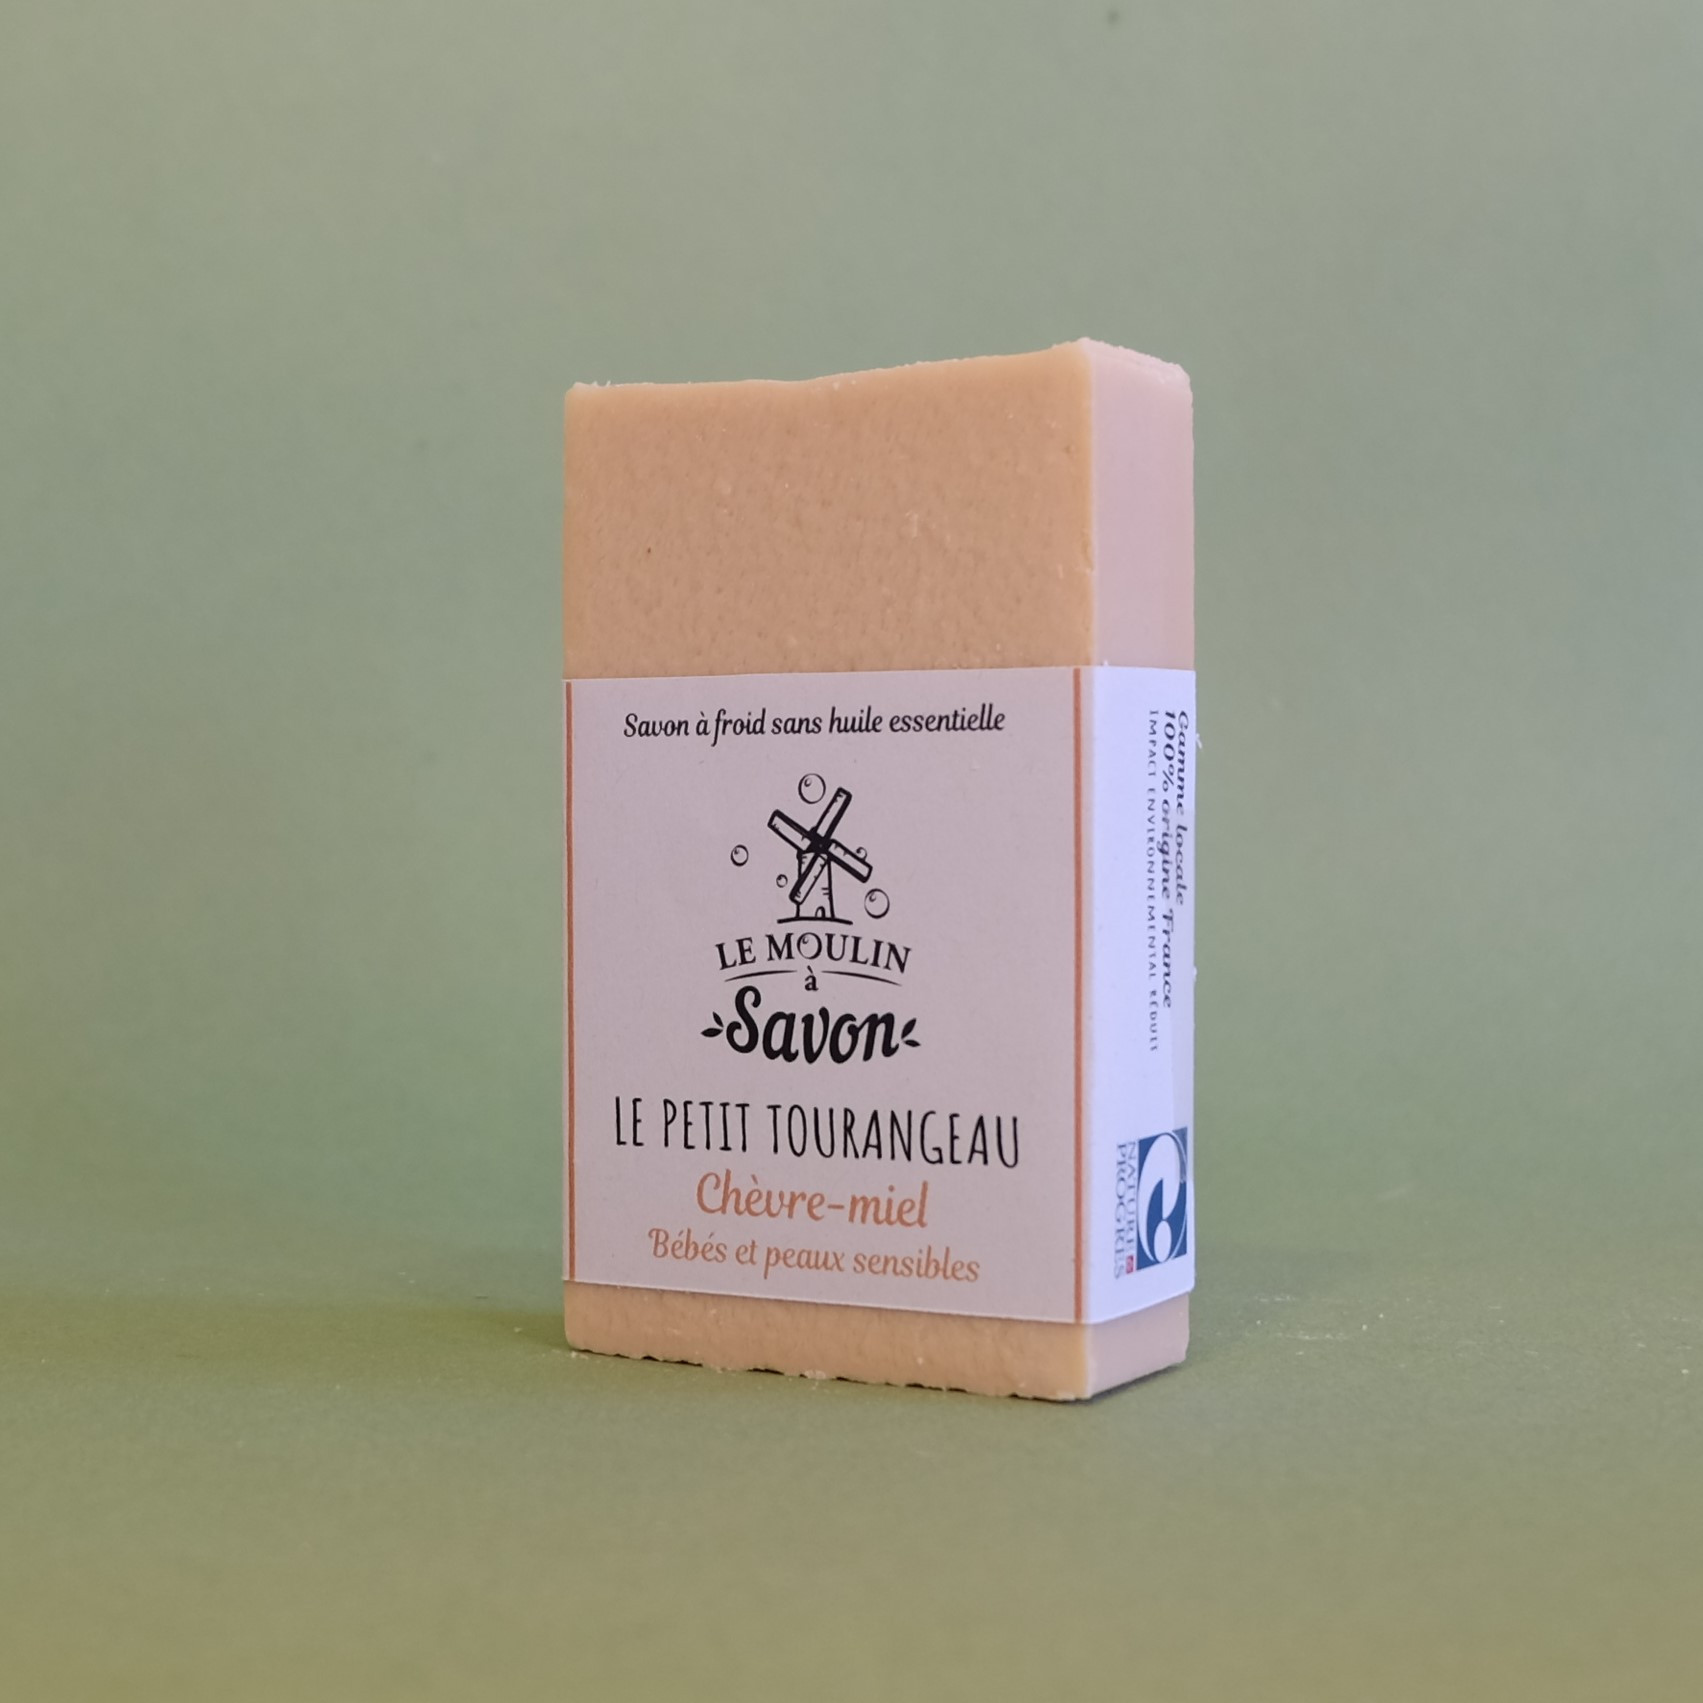 Savon à froid sans huile essentielle
LE MOULIN
à
Savon
LE PETIT TOURANGEAU
Chèvre-miel
Bébés et peaux sensibles
Gamme locale
100% origine France
IMPACT ENVIRONNEMENTAL RÉDUIT
NATURE &
PROGRÈS